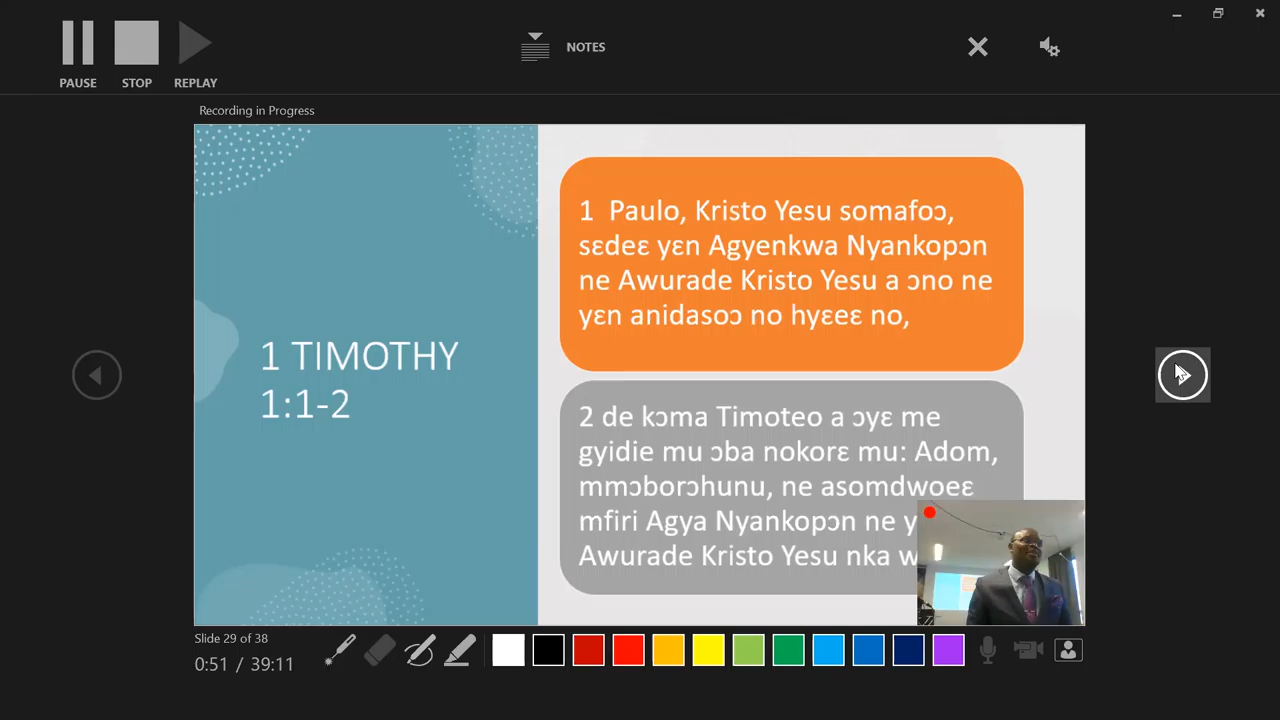 NOTES
PAUSE
STOP
REPLAY
Recording in Progress
1 TIMOTHY
1:1-2
1 Paulo, Kristo Yesu somafoɔ,
sɛdeɛ yɛn Agyenkwa Nyankopɔn
ne Awurade Kristo Yesu a ɔno ne
yɛn anidasoɔ no hyɛeɛ no,
2 de kɔma Timoteo a ɔyɛ me
gyidie mu ɔba nokorɛ mu: Adom,
mmɔborɔhunu, ne asomdwoeɛ
mfiri Agya Nyankopɔn ne
Awurade Kristo Yesu nka
Slide 29 of 38
0:51 / 39:11